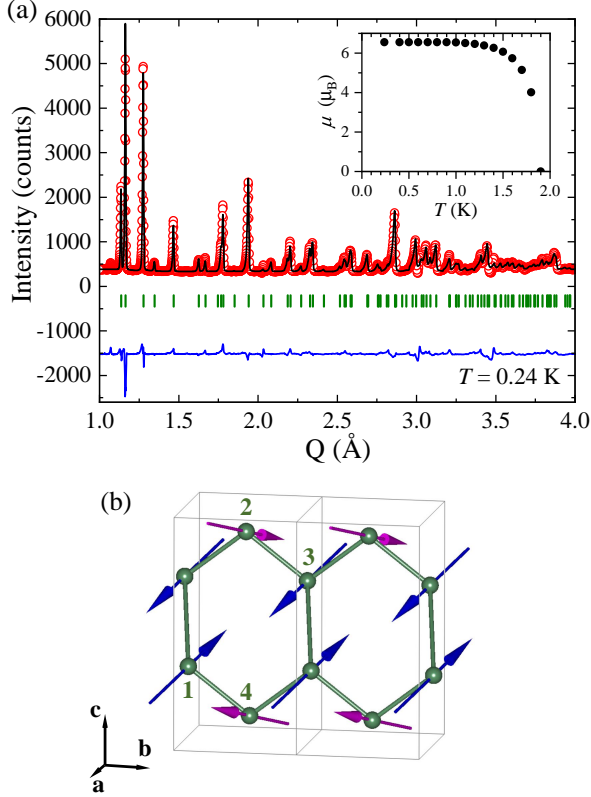 (a)
6000
5000
4000
3000
2000
1000
0
-1000
-2000
Intensity (counts)
6
4
2
0
μ (μB)
0.0 0.5 1.0 1.5 2.0
T (K)
T = 0.24 K
1.0 1.5 2.0 2.5 3.0 3.5 4.0
Q (Å)
(b)
2
3
1
4
c
b
a